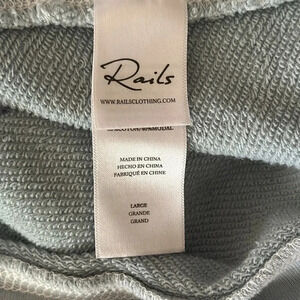 Rails
WWW.RAILSCLOTHING.COM
MADE IN CHINA
HECHO EN CHINA
FABRIQUÉ EN CHINE
LARGE
GRANDE
GRAND